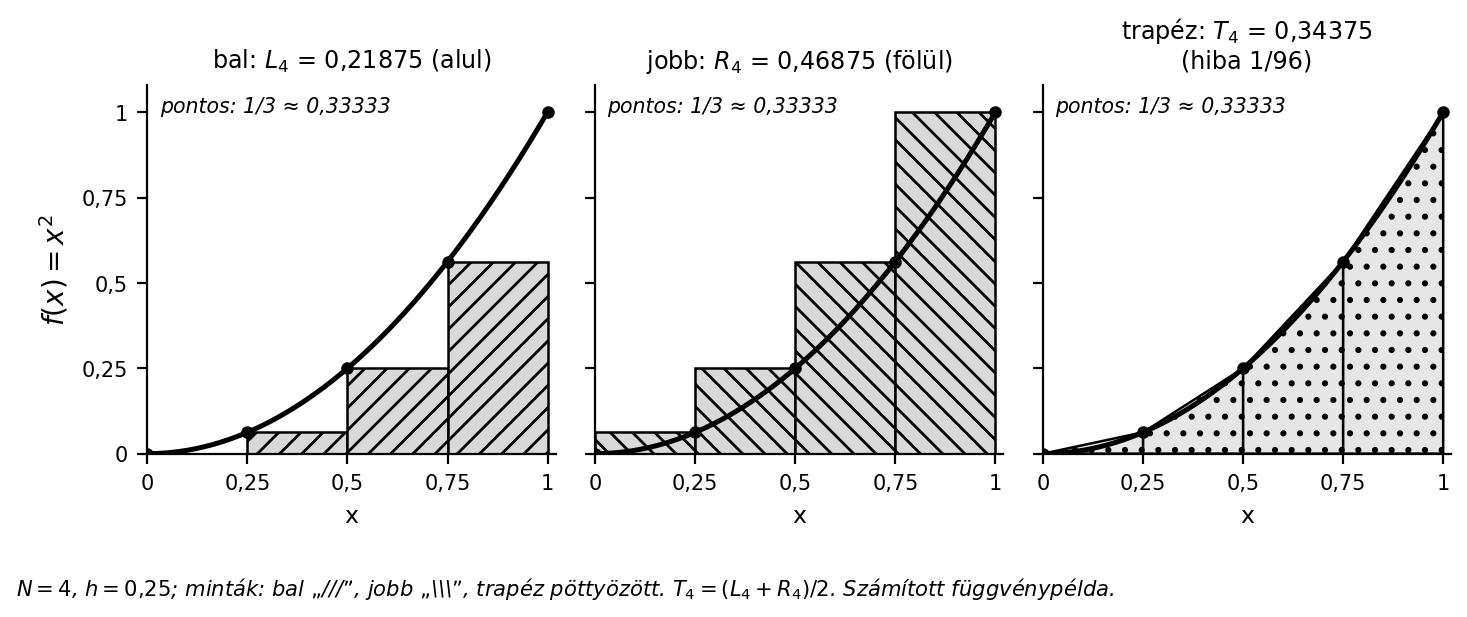 bal: L₄ = 0,21875 (alul)
jobb: R₄ = 0,46875 (fölül)
trapéz: T₄ = 0,34375
(hiba 1/96)
pontos: 1/3 ≈ 0,33333
pontos: 1/3 ≈ 0,33333
pontos: 1/3 ≈ 0,33333
f(x) = x²
1
0,75
0,5
0,25
0
0 0,25 0,5 0,75 1
0 0,25 0,5 0,75 1
0 0,25 0,5 0,75 1
x
x
x
N = 4, h = 0,25; minták: bal „///”, jobb „\\\”, trapéz pöttyözött. T₄ = (L₄ + R₄)/2. Számított függvénypélda.